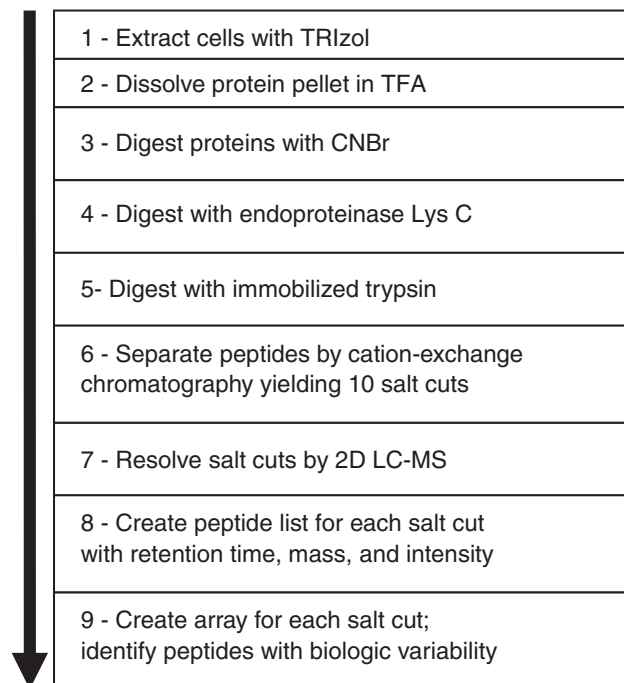 1 - Extract cells with TRIzol
2 - Dissolve protein pellet in TFA
3 - Digest proteins with CNBr
4 - Digest with endoproteinase Lys C
5- Digest with immobilized trypsin
6 - Separate peptides by cation-exchange
chromatography yielding 10 salt cuts
7 - Resolve salt cuts by 2D LC-MS
8 - Create peptide list for each salt cut
with retention time, mass, and intensity
9 - Create array for each salt cut;
identify peptides with biologic variability